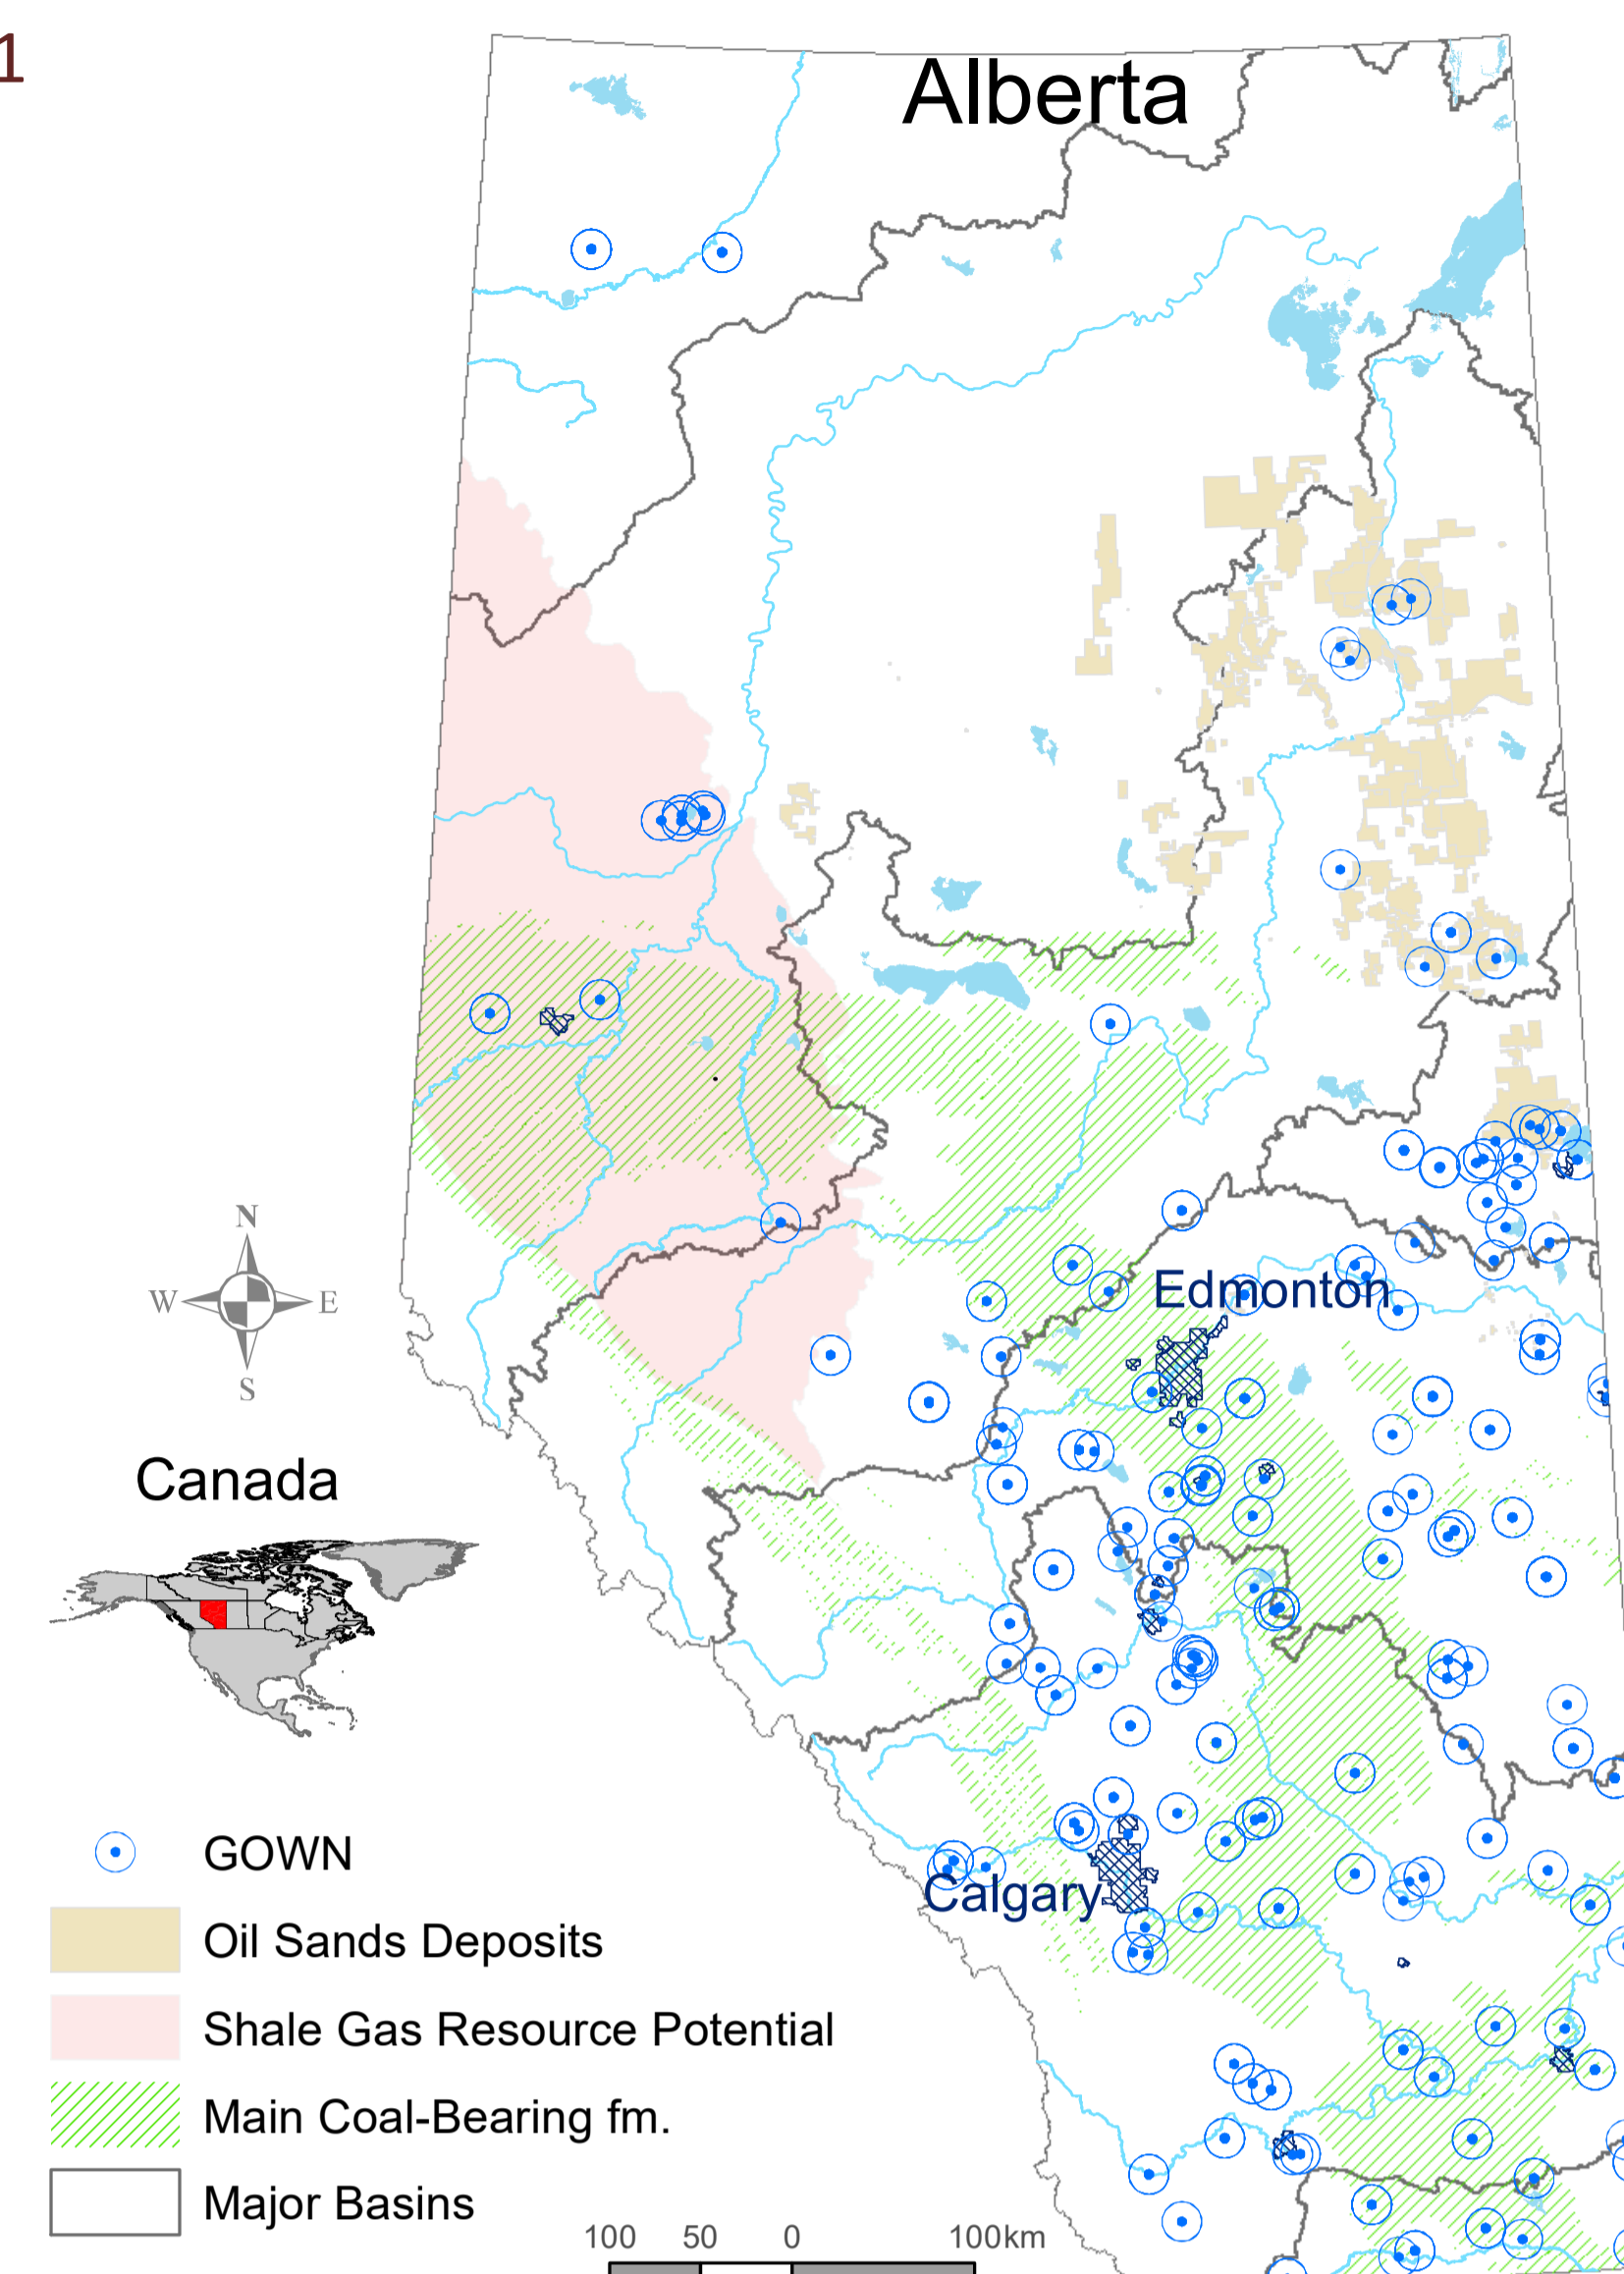 1
Alberta
N
W
E
S
Edmonton
Canada
Calgary
GOWN
Oil Sands Deposits
Shale Gas Resource Potential
Main Coal-Bearing fm.
Major Basins
100 50 0 100km